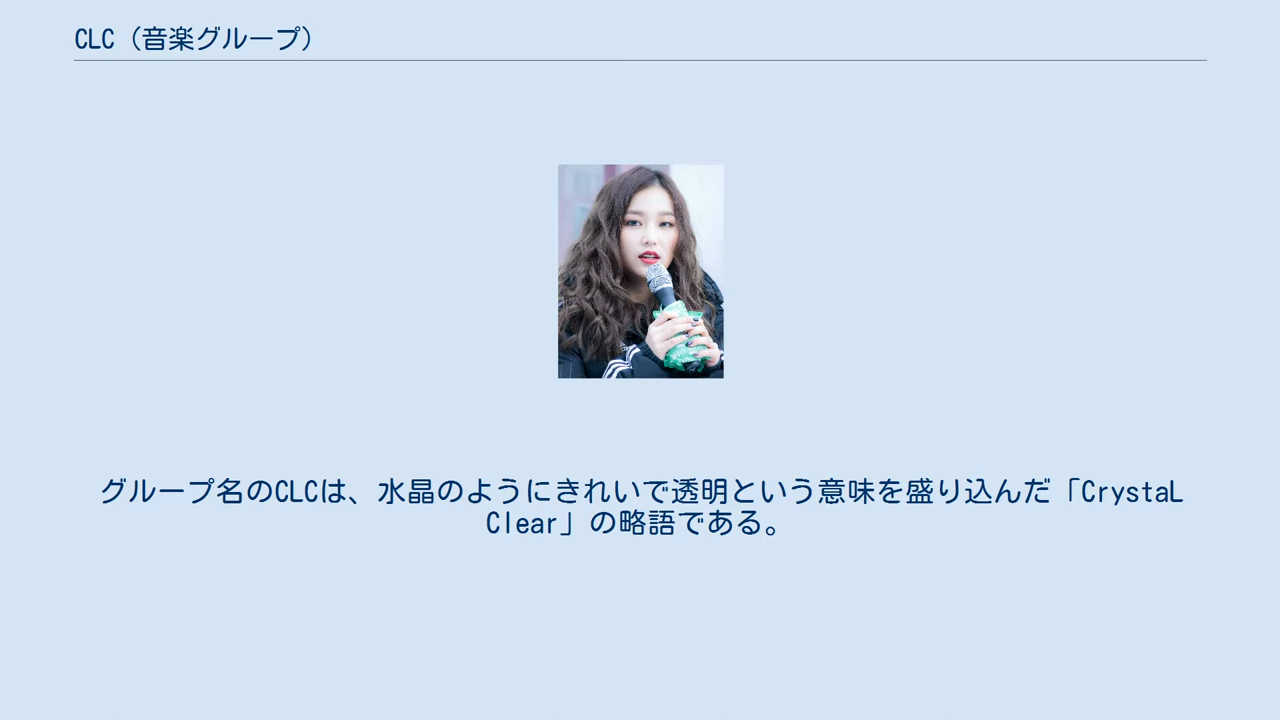 CLC（音楽グループ）
グループ名のCLCは、水晶のようにきれいで透明という意味を盛り込んだ「CrystaL
Clear」の略語である。